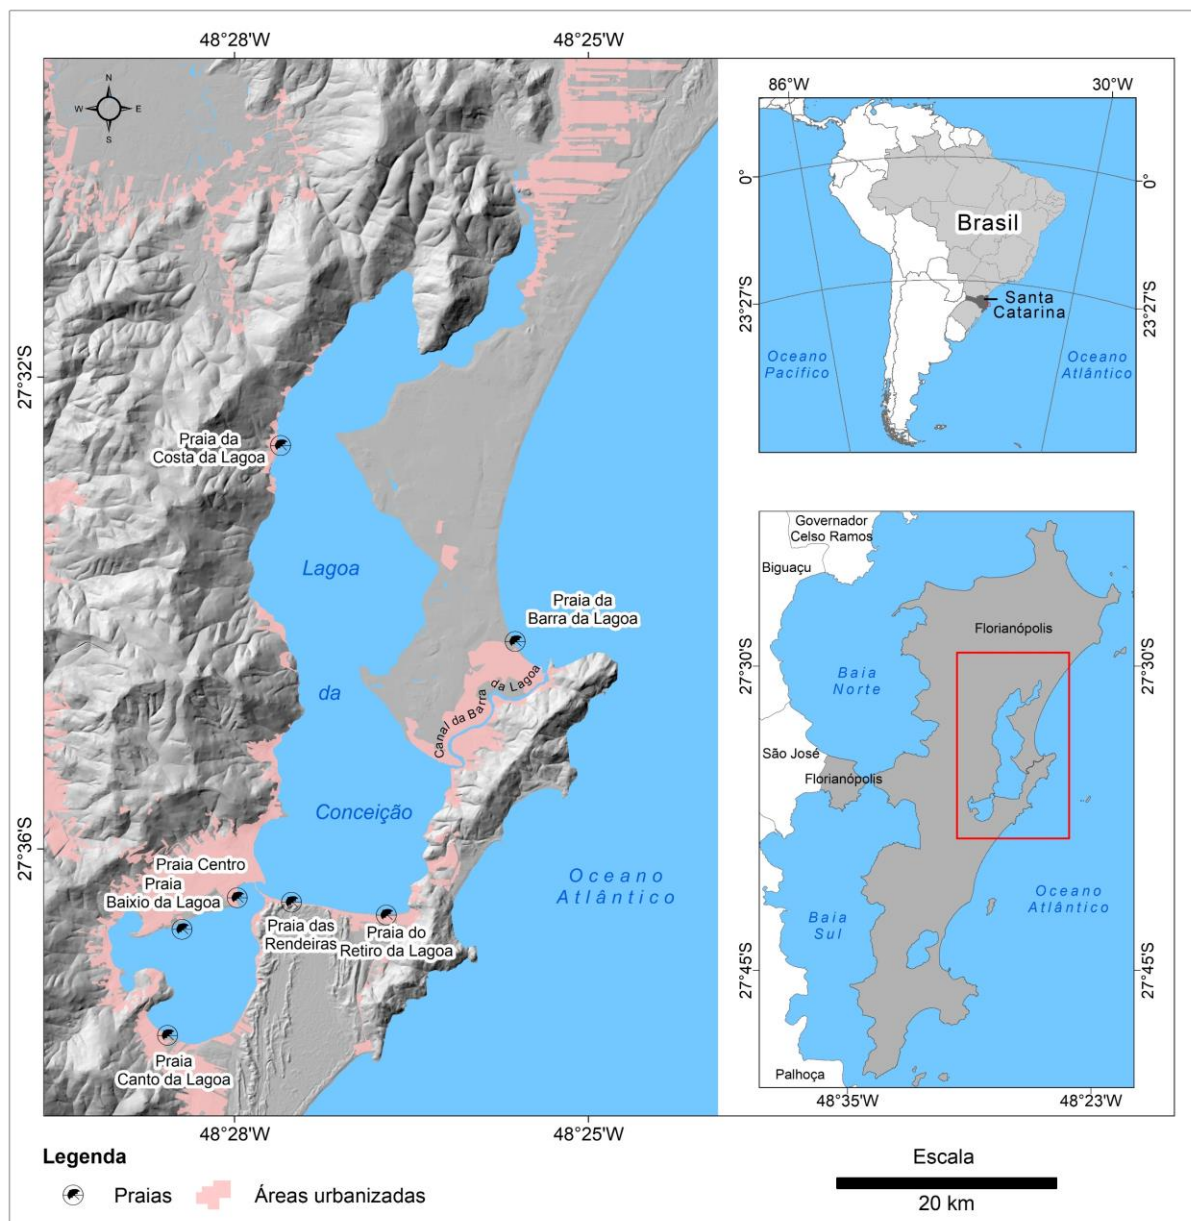 48°28'W
48°25'W
N
W
E
S
27°32'S
27°36'S
Praia da
Costa da Lagoa
Lagoa
da
Conceição
Praia da
Barra da Lagoa
Canal da Barra
da Lagoa
Praia Centro
Praia
Baixio da Lagoa
Praia das
Rendeiras
Praia do
Retiro da Lagoa
Praia
Canto da Lagoa
Oceano
Atlântico
48°28'W
48°25'W
86°W
30°W
0°
0°
Brasil
23°27'S
23°27'S
Santa
Catarina
Oceano
Pacífico
Oceano
Atlântico
Governador
Celso Ramos
Biguaçu
Florianópolis
27°30'S
27°30'S
Baia
Norte
São José
Florianópolis
Oceano
Atlântico
Baia
Sul
27°45'S
27°45'S
Palhoça
48°35'W
48°23'W
Legenda
Praias
Áreas urbanizadas
Escala
20 km